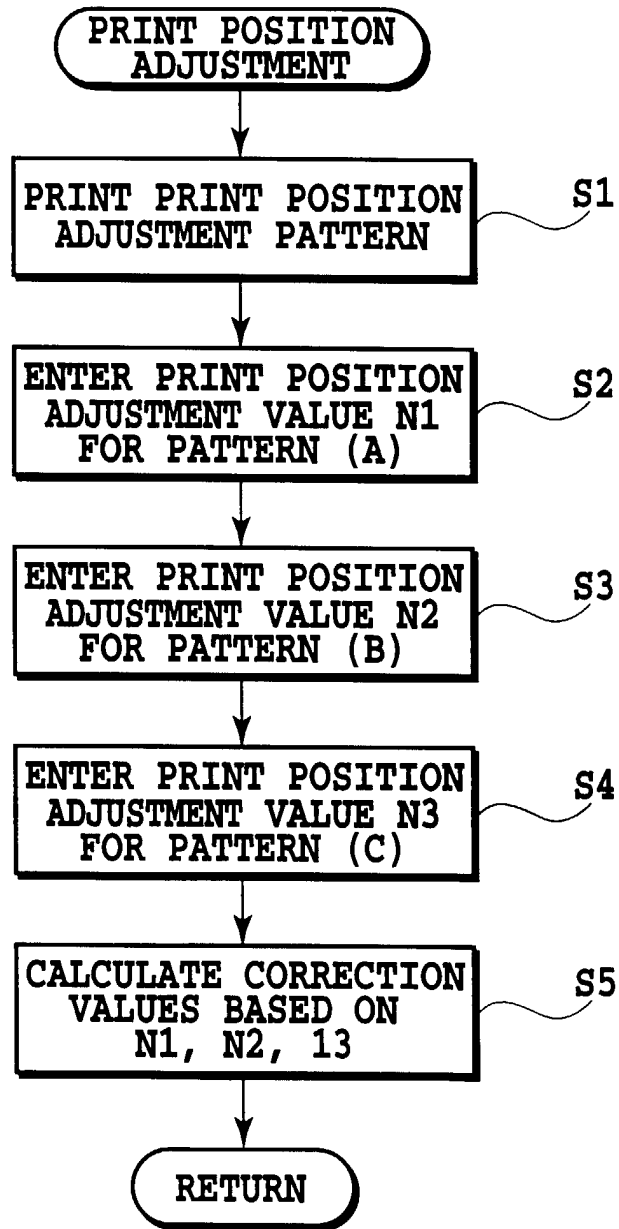 PRINT POSITION
ADJUSTMENT
PRINT PRINT POSITION
ADJUSTMENT PATTERN
S1
ENTER PRINT POSITION
ADJUSTMENT VALUE N1
FOR PATTERN (A)
S2
ENTER PRINT POSITION
ADJUSTMENT VALUE N2
FOR PATTERN (B)
S3
ENTER PRINT POSITION
ADJUSTMENT VALUE N3
FOR PATTERN (C)
S4
CALCULATE CORRECTION
VALUES BASED ON
N1, N2, 13
S5
RETURN